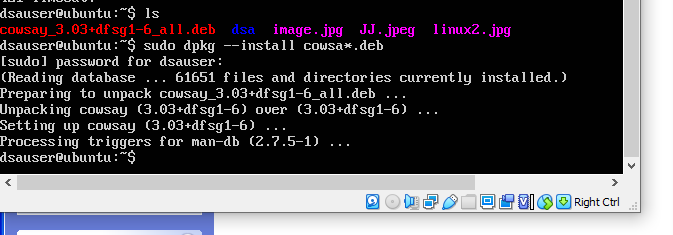 dsauser@ubuntu:~$ ls
cowsay_3.03+dfsg1-6_all.deb dsa image.jpg JJ.jpeg linux2.jpg
dsauser@ubuntu:~$ sudo dpkg --install cowsa*.deb
[sudo] password for dsauser:
(Reading database ... 61651 files and directories currently installed.)
Preparing to unpack cowsay_3.03+dfsg1-6_all.deb ...
Unpacking cowsay (3.03+dfsg1-6) over (3.03+dfsg1-6) ...
Setting up cowsay (3.03+dfsg1-6) ...
Processing triggers for man-db (2.7.5-1) ...
dsauser@ubuntu:~$
Right Ctrl